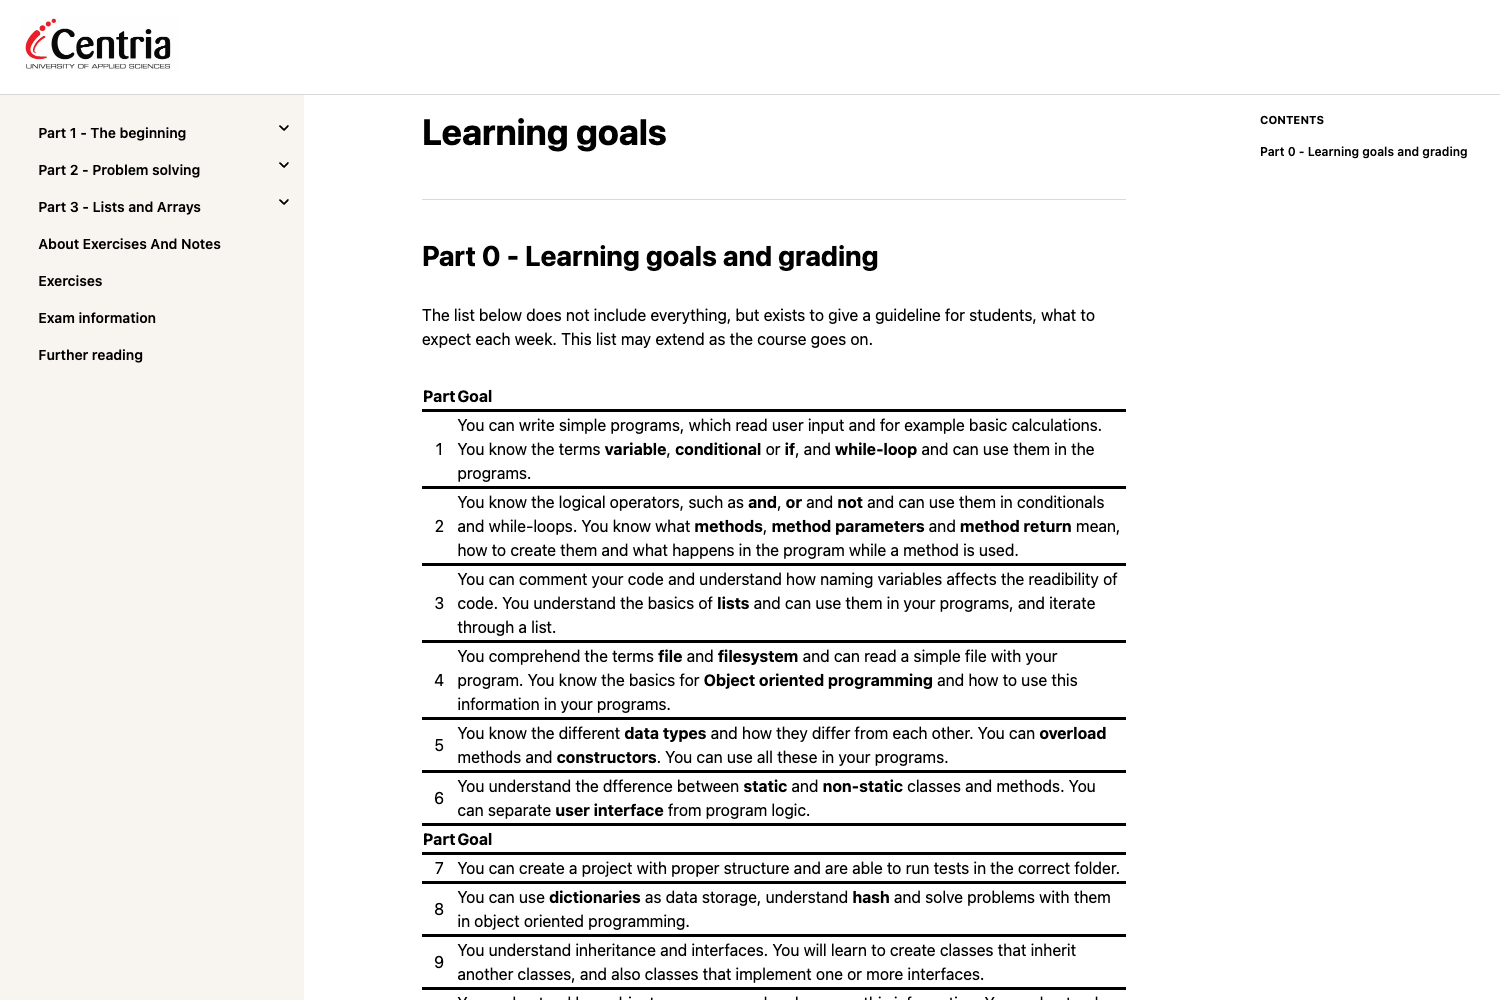 Centria
UNIVERSITY OF APPLIED SCIENCES
Part 1 - The beginning
Part 2 - Problem solving
Part 3 - Lists and Arrays
About Exercises And Notes
Exercises
Exam information
Further reading
Learning goals
Part 0 - Learning goals and grading
The list below does not include everything, but exists to give a guideline for students, what to
expect each week. This list may extend as the course goes on.
Part Goal
You can write simple programs, which read user input and for example basic calculations.
1 You know the terms variable, conditional or if, and while-loop and can use them in the
programs.
You know the logical operators, such as and, or and not and can use them in conditionals
2 and while-loops. You know what methods, method parameters and method return mean,
how to create them and what happens in the program while a method is used.
You can comment your code and understand how naming variables affects the readibility of
3 code. You understand the basics of lists and can use them in your programs, and iterate
through a list.
You comprehend the terms file and filesystem and can read a simple file with your
4 program. You know the basics for Object oriented programming and how to use this
information in your programs.
5 You know the different data types and how they differ from each other. You can overload
methods and constructors. You can use all these in your programs.
6 You understand the dfference between static and non-static classes and methods. You
can separate user interface from program logic.
Part Goal
7 You can create a project with proper structure and are able to run tests in the correct folder.
8 You can use dictionaries as data storage, understand hash and solve problems with them
in object oriented programming.
9 You understand inheritance and interfaces. You will learn to create classes that inherit
another classes, and also classes that implement one or more interfaces.
CONTENTS
Part 0 - Learning goals and grading